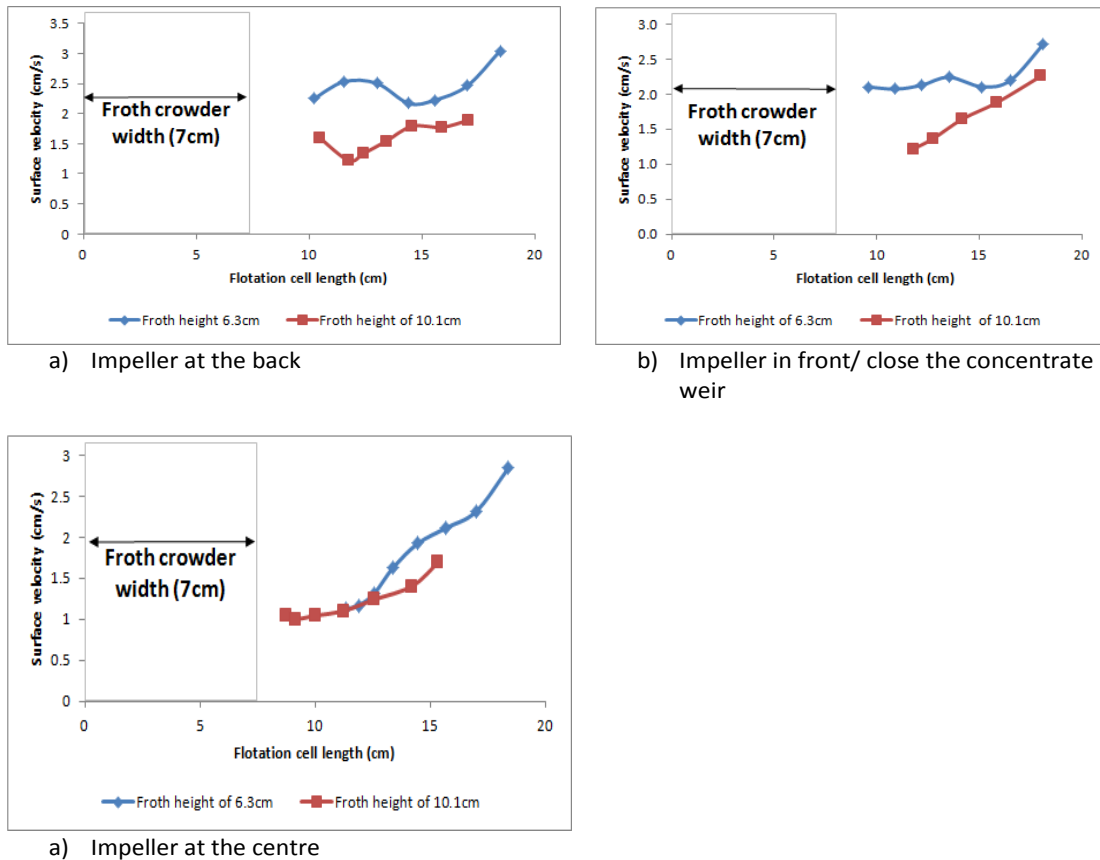 3.5
3
2.5
2
1.5
1
0.5
0
Surface velocity (cm/s)
Froth crowder
width (7cm)
0 5 10 15 20
Flotation cell length (cm)
Froth height 6.3cm Froth height of 10.1cm
a) Impeller at the back
3.0
2.5
2.0
1.5
1.0
0.5
0.0
Surface velocity (cm/s)
Froth crowder
width (7cm)
0 5 10 15 20
Flotation cell length (cm)
Froth height of 6.3cm Froth height of 10.1cm
b) Impeller in front/ close the concentrate
weir
3
2.5
2
1.5
1
0.5
0
Surface velocity (cm/s)
Froth crowder
width (7cm)
0 5 10 15 20
Flotation cell length (cm)
Froth height of 6.3cm Froth height of 10.1cm
a) Impeller at the centre